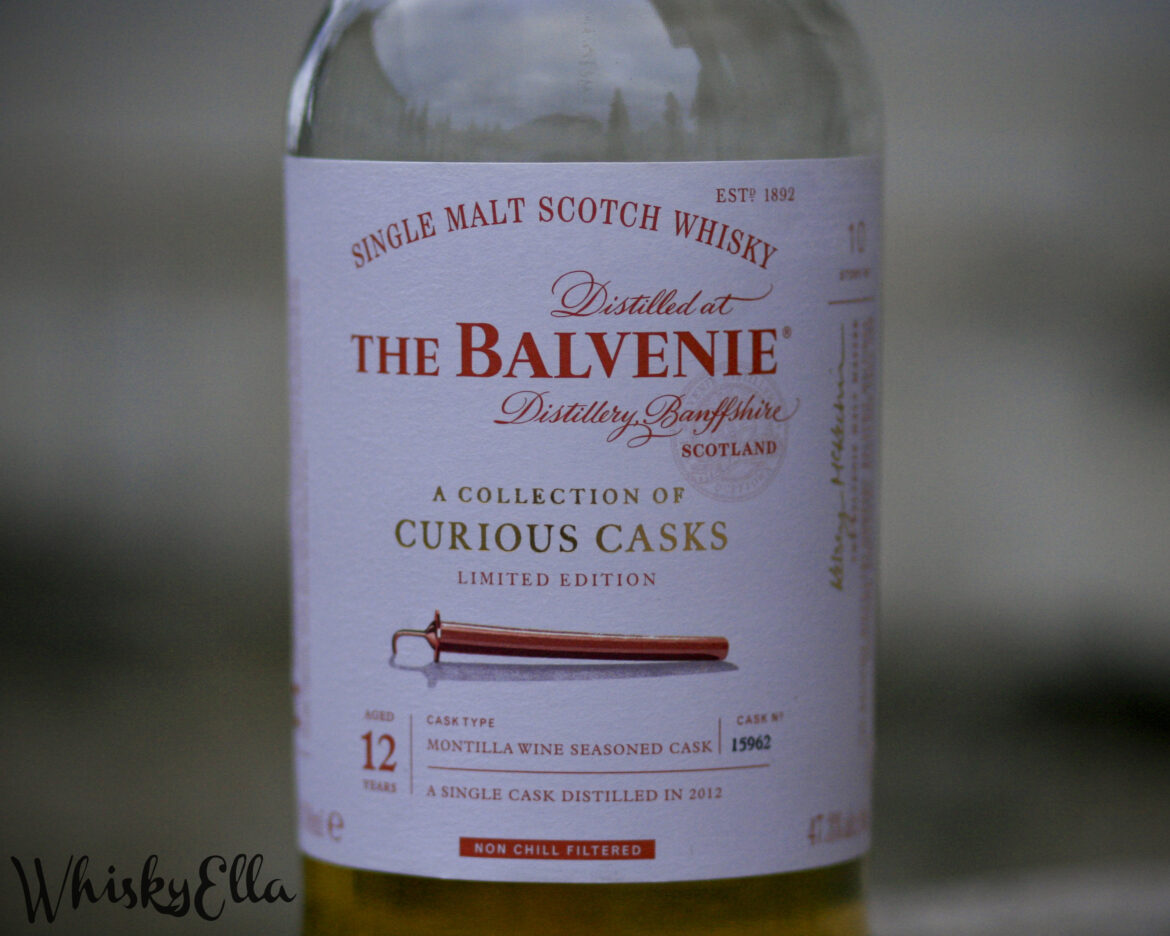 ESTD 1892
SINGLE MALT SCOTCH WHISKY
Distilled at
THE BALVENIE®
Distillery, Banffshire
SCOTLAND
A COLLECTION OF
CURIOUS CASKS
LIMITED EDITION
AGED
12
YEARS
CASK TYPE
MONTILLA WINE SEASONED CASK
CASK Nº
15962
A SINGLE CASK DISTILLED IN 2012
NON CHILL FILTERED
10
WhiskyElla